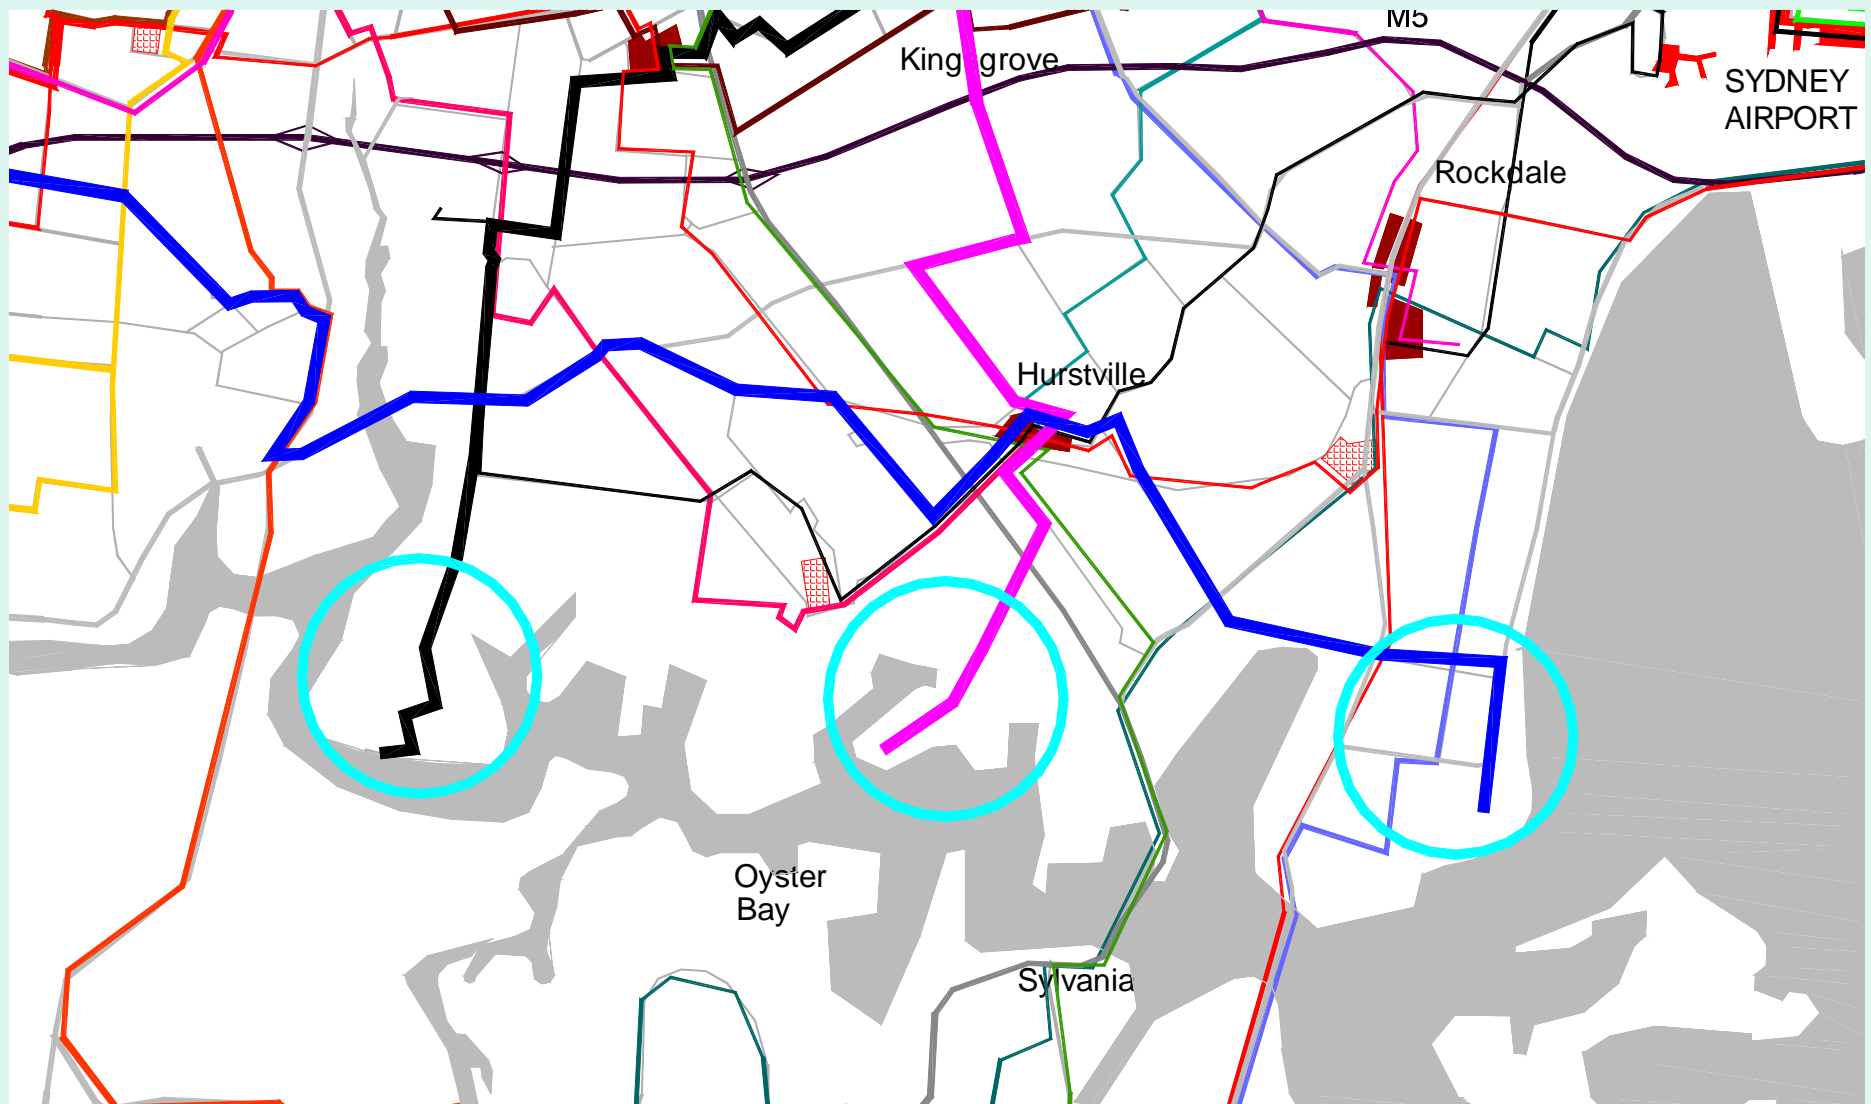 M5
Kingsgrove
SYDNEY
AIRPORT
Rockdale
Hurstville
Oyster
Bay
Sylvania